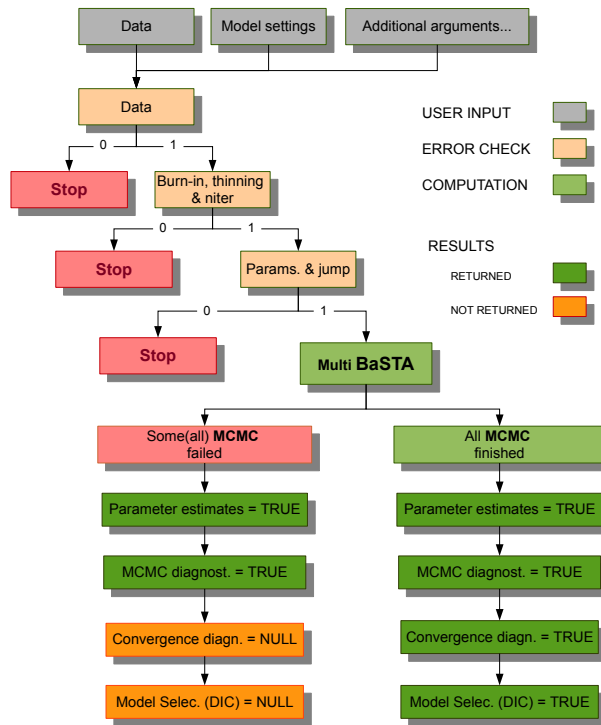 Data
Model settings
Additional arguments...
Data
USER INPUT
ERROR CHECK
COMPUTATION
0
1
Stop
Burn-in, thinning
& niter
0
1
Stop
Params. & jump
RESULTS
RETURNED
NOT RETURNED
0
1
Stop
Multi BaSTA
Some(all) MCMC
failed
All MCMC
finished
Parameter estimates = TRUE
Parameter estimates = TRUE
MCMC diagnost. = TRUE
MCMC diagnost. = TRUE
Convergence diagn. = NULL
Convergence diagn. = TRUE
Model Selec. (DIC) = NULL
Model Selec. (DIC) = TRUE